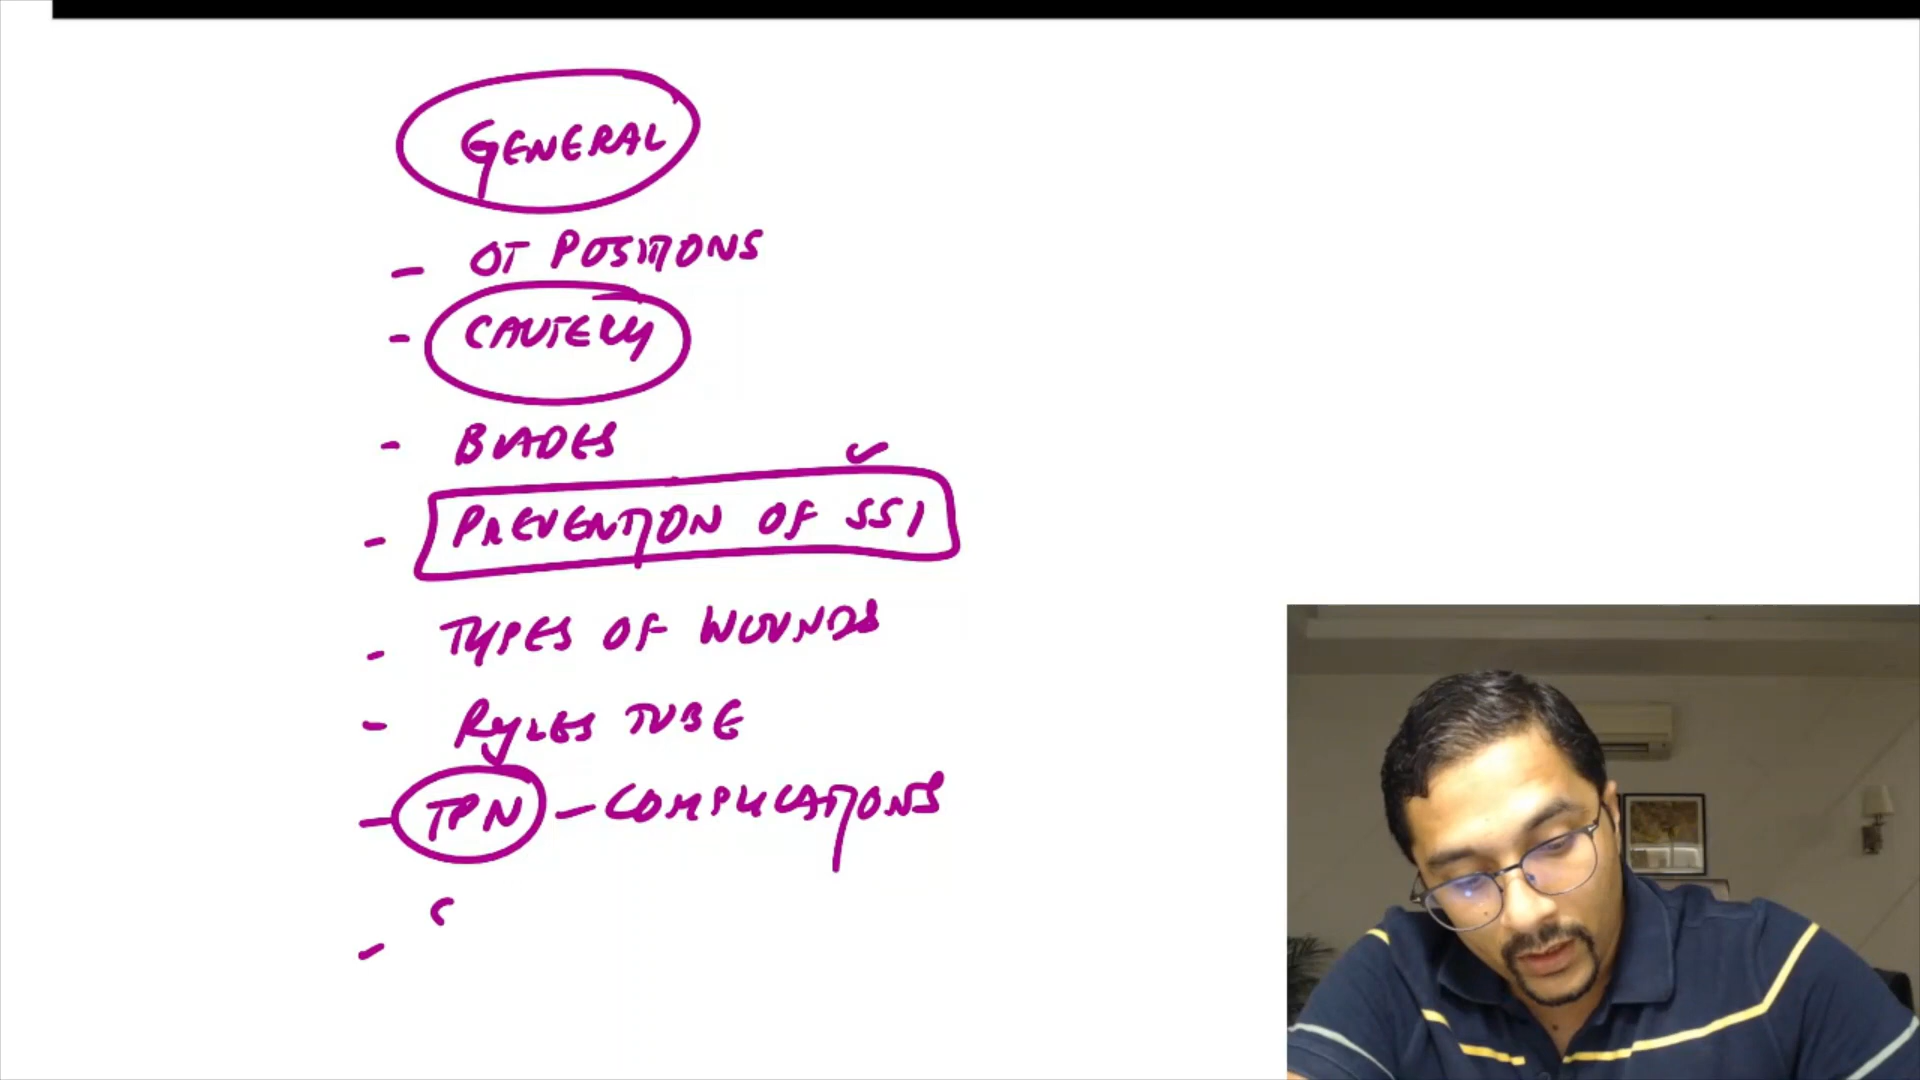 GENERAL
- OT POSITIONS
- CAUTERY
- BLADES
- PREVENTION OF SSI
- TYPES OF WOUNDS
- RYLES TUBE
- TPN - COMPLICATIONS
-